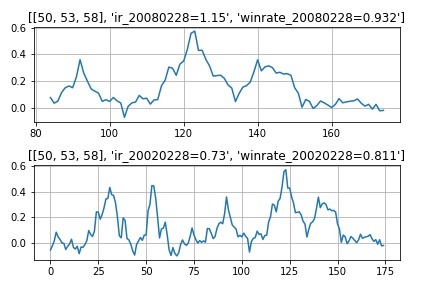 [[50, 53, 58], 'ir_20080228=1.15', 'winrate_20080228=0.932']
0.6
0.4
0.2
0.0
80 100 120 140 160
[[50, 53, 58], 'ir_20020228=0.73', 'winrate_20020228=0.811']
0.6
0.4
0.2
0.0
0 25 50 75 100 125 150 175